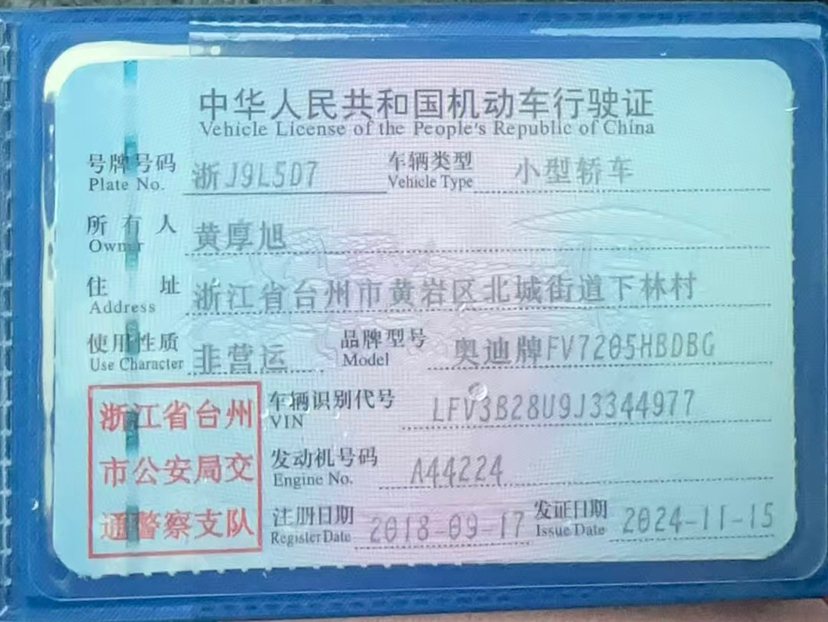 中华人民共和国机动车行驶证
Vehicle License of the People's Republic of China
号牌号码 浙J9L5D7 车辆类型 小型轿车
Plate No. Vehicle Type
所有人 黄厚旭
Owner
住址 浙江省台州市黄岩区北城街道下林村
Address
使用性质 非营运 品牌型号 奥迪牌FV7205HBDBG
Use Character Model
浙江省台州
市公安局交
通警察支队
车辆识别代号 LFV3B28U9J3344977
VIN
发动机号码 A44224
Engine No.
注册日期 2018-09-17 发证日期 2024-11-15
Register Date Issue Date